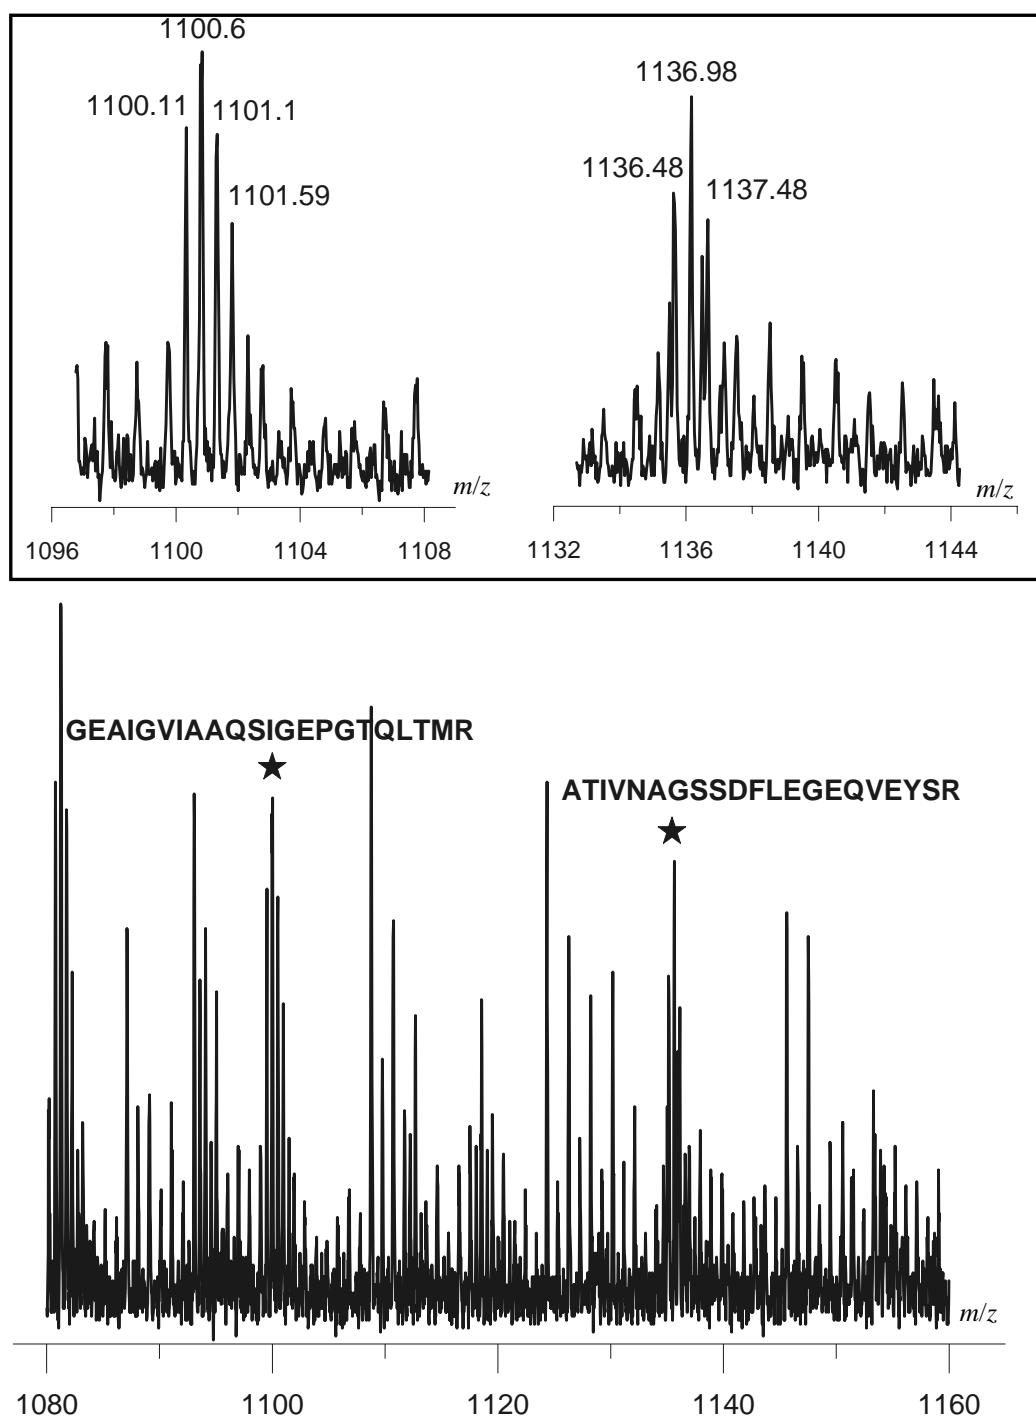 1100.6
1100.11
1101.1
1101.59
1136.98
1136.48
1137.48
m/z
m/z
1096 1100 1104 1108
1132 1136 1140 1144
GEAIGVIAAQSIGEPGTQLTMR
ATIVNAGSSDFLEGEQVEYSR
m/z
1080 1100 1120 1140 1160